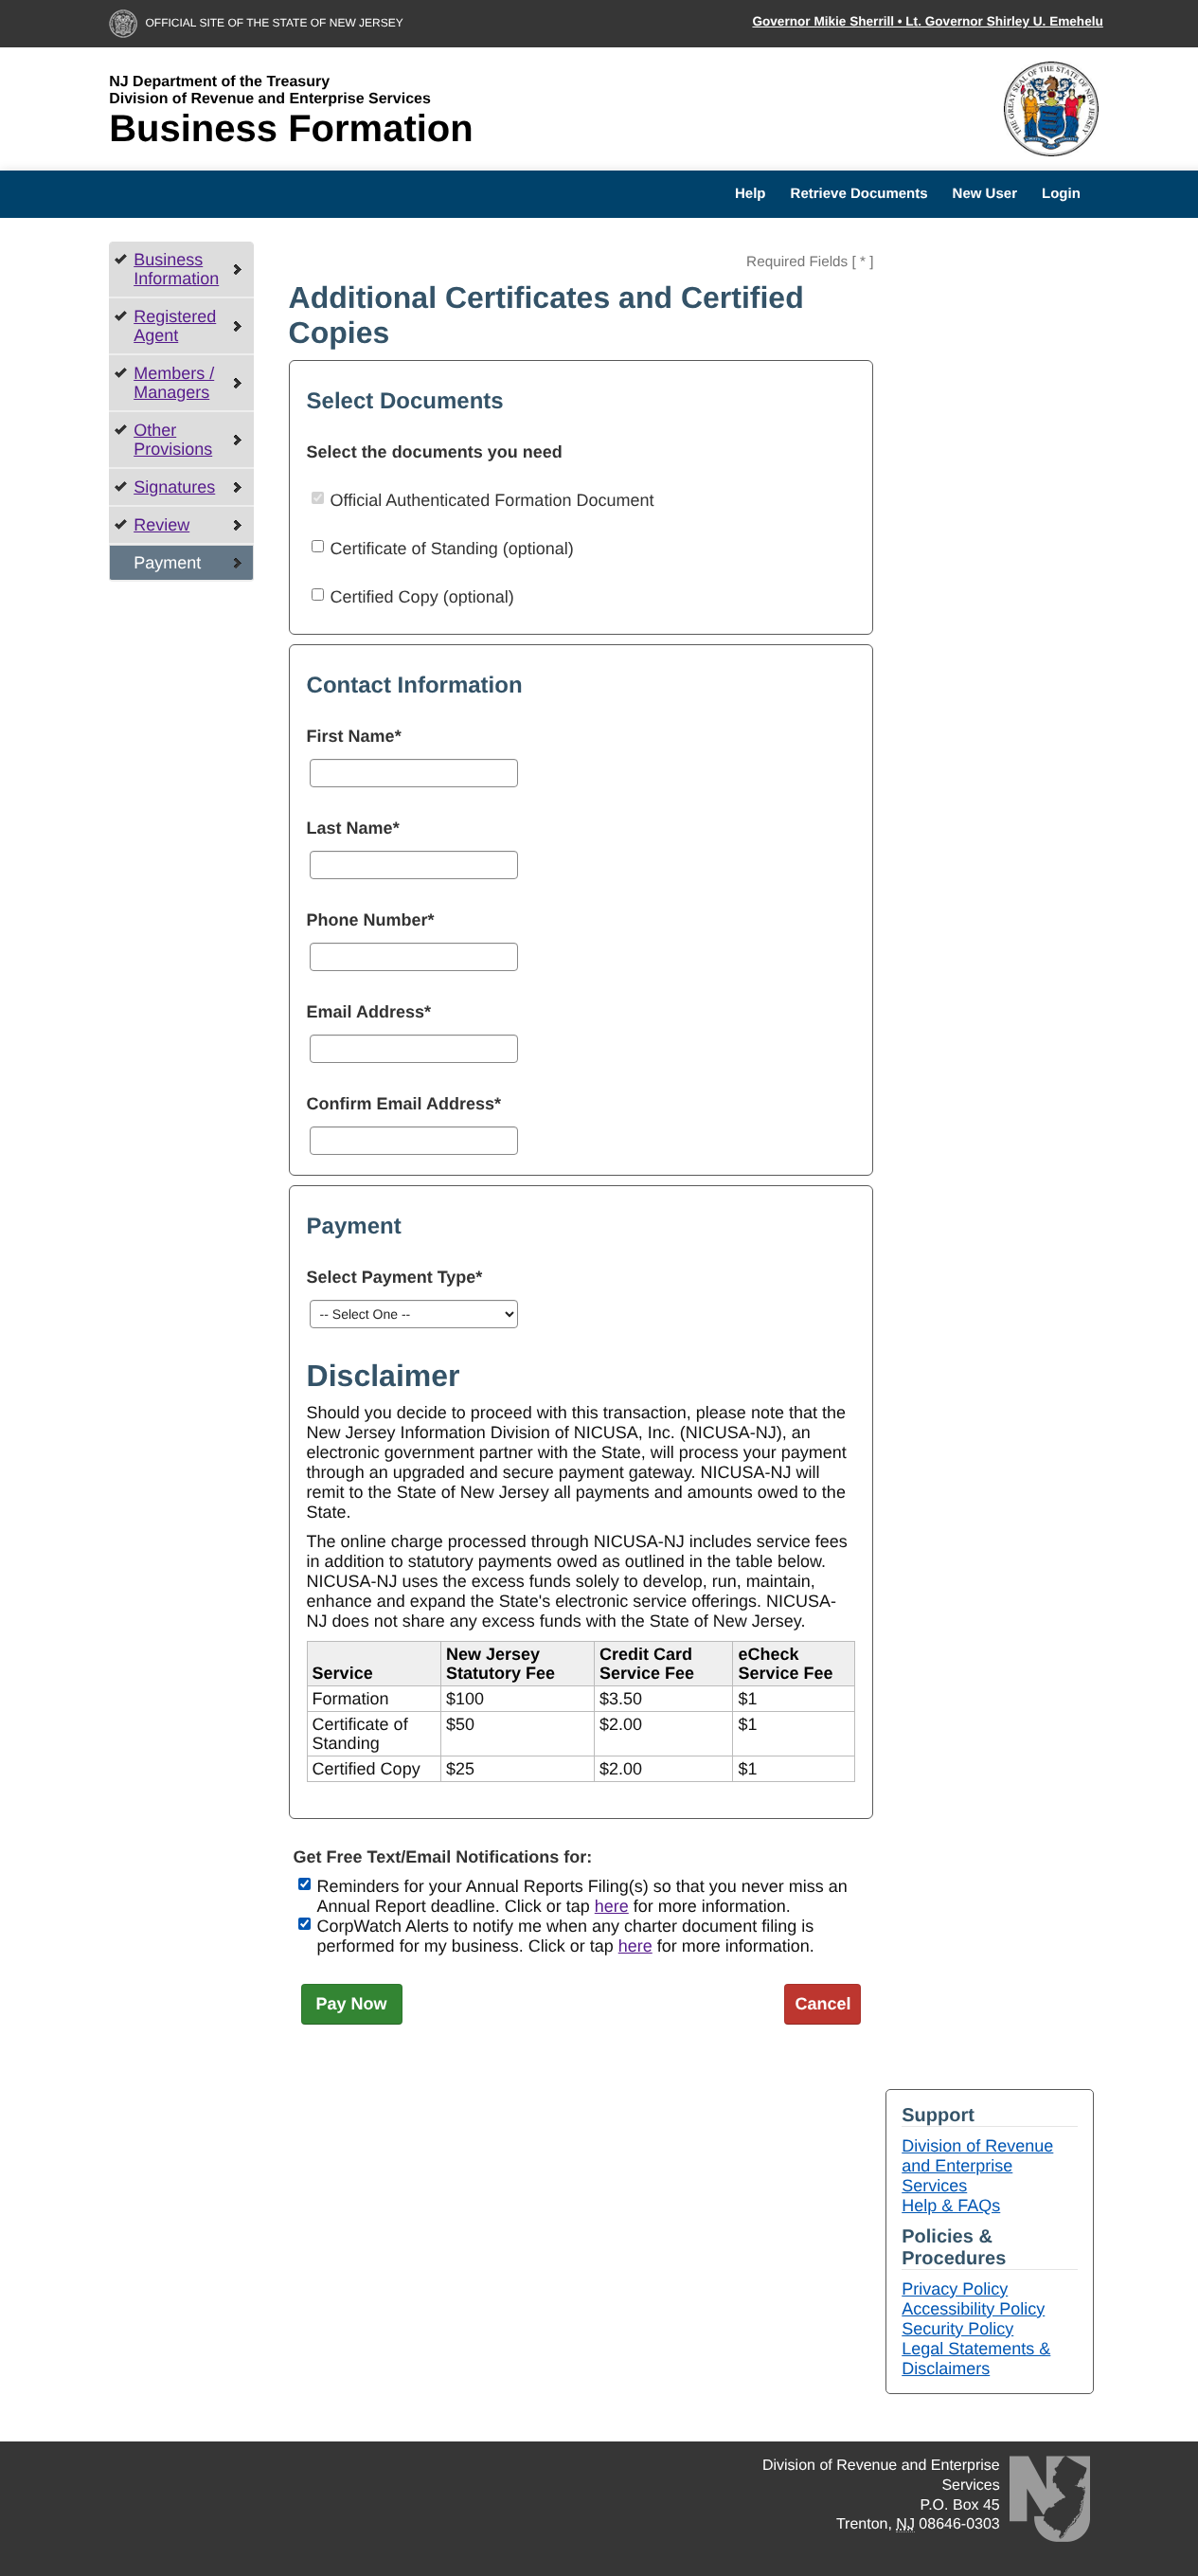 OFFICIAL SITE OF THE STATE OF NEW JERSEY
Governor Mikie Sherrill • Lt. Governor Shirley U. Emehelu
NJ Department of the Treasury
Division of Revenue and Enterprise Services
Business Formation
THE GREAT SEAL OF THE STATE OF NEW JERSEY
Help Retrieve Documents New User Login
Business
Information
Registered
Agent
Members /
Managers
Other
Provisions
Signatures
Review
Payment
Required Fields [ * ]
Additional Certificates and Certified
Copies
Select Documents
Select the documents you need
Official Authenticated Formation Document
Certificate of Standing (optional)
Certified Copy (optional)
Contact Information
First Name*
Last Name*
Phone Number*
Email Address*
Confirm Email Address*
Payment
Select Payment Type*
-- Select One --
Disclaimer
Should you decide to proceed with this transaction, please note that the
New Jersey Information Division of NICUSA, Inc. (NICUSA-NJ), an
electronic government partner with the State, will process your payment
through an upgraded and secure payment gateway. NICUSA-NJ will
remit to the State of New Jersey all payments and amounts owed to the
State.
The online charge processed through NICUSA-NJ includes service fees
in addition to statutory payments owed as outlined in the table below.
NICUSA-NJ uses the excess funds solely to develop, run, maintain,
enhance and expand the State's electronic service offerings. NICUSA-
NJ does not share any excess funds with the State of New Jersey.
Service New Jersey Statutory Fee Credit Card Service Fee eCheck Service Fee
Formation $100 $3.50 $1
Certificate of Standing $50 $2.00 $1
Certified Copy $25 $2.00 $1
Get Free Text/Email Notifications for:
Reminders for your Annual Reports Filing(s) so that you never miss an
Annual Report deadline. Click or tap here for more information.
CorpWatch Alerts to notify me when any charter document filing is
performed for my business. Click or tap here for more information.
Pay Now Cancel
Support
Division of Revenue
and Enterprise
Services
Help & FAQs
Policies &
Procedures
Privacy Policy
Accessibility Policy
Security Policy
Legal Statements &
Disclaimers
Division of Revenue and Enterprise
Services
P.O. Box 45
Trenton, NJ 08646-0303
NJ